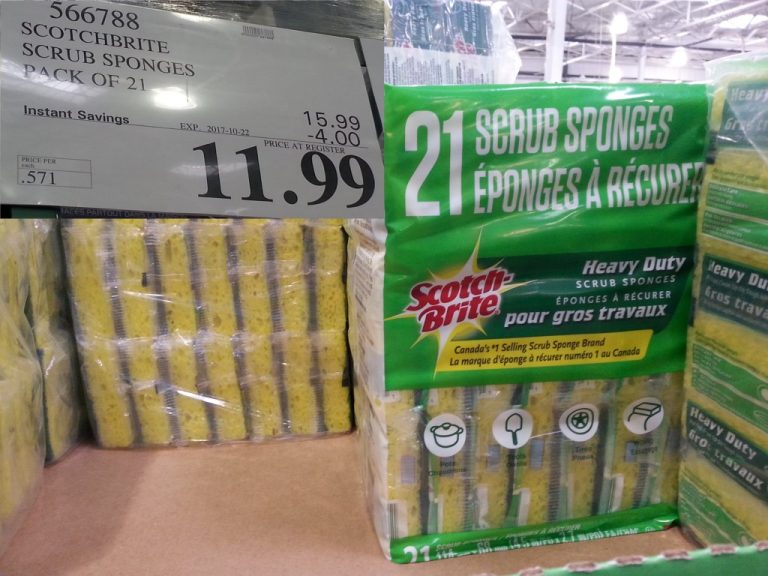 566788
SCOTCHBRITE
SCRUB SPONGES
PACK OF 21
Instant Savings
EXP. 2017-10-22
15.99
-4.00
PRICE AT REGISTER
11.99
PRICE PER
each
.571
21 SCRUB SPONGES
ÉPONGES À RÉCURER
Scotch-
Brite
Heavy Duty
SCRUB SPONGES
ÉPONGES À RÉCURER
pour gros travaux
Canada's #1 Selling Scrub Sponge Brand
La marque d'éponge à récurer numéro 1 au Canada
21
Heavy Duty
gros travaux
Heavy Duty
Gros travaux